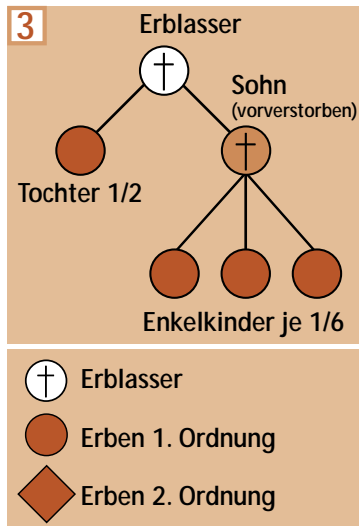 3
Erblasser
Sohn
(vorverstorben)
Tochter 1/2
Enkelkinder je 1/6
Erblasser
Erben 1. Ordnung
Erben 2. Ordnung